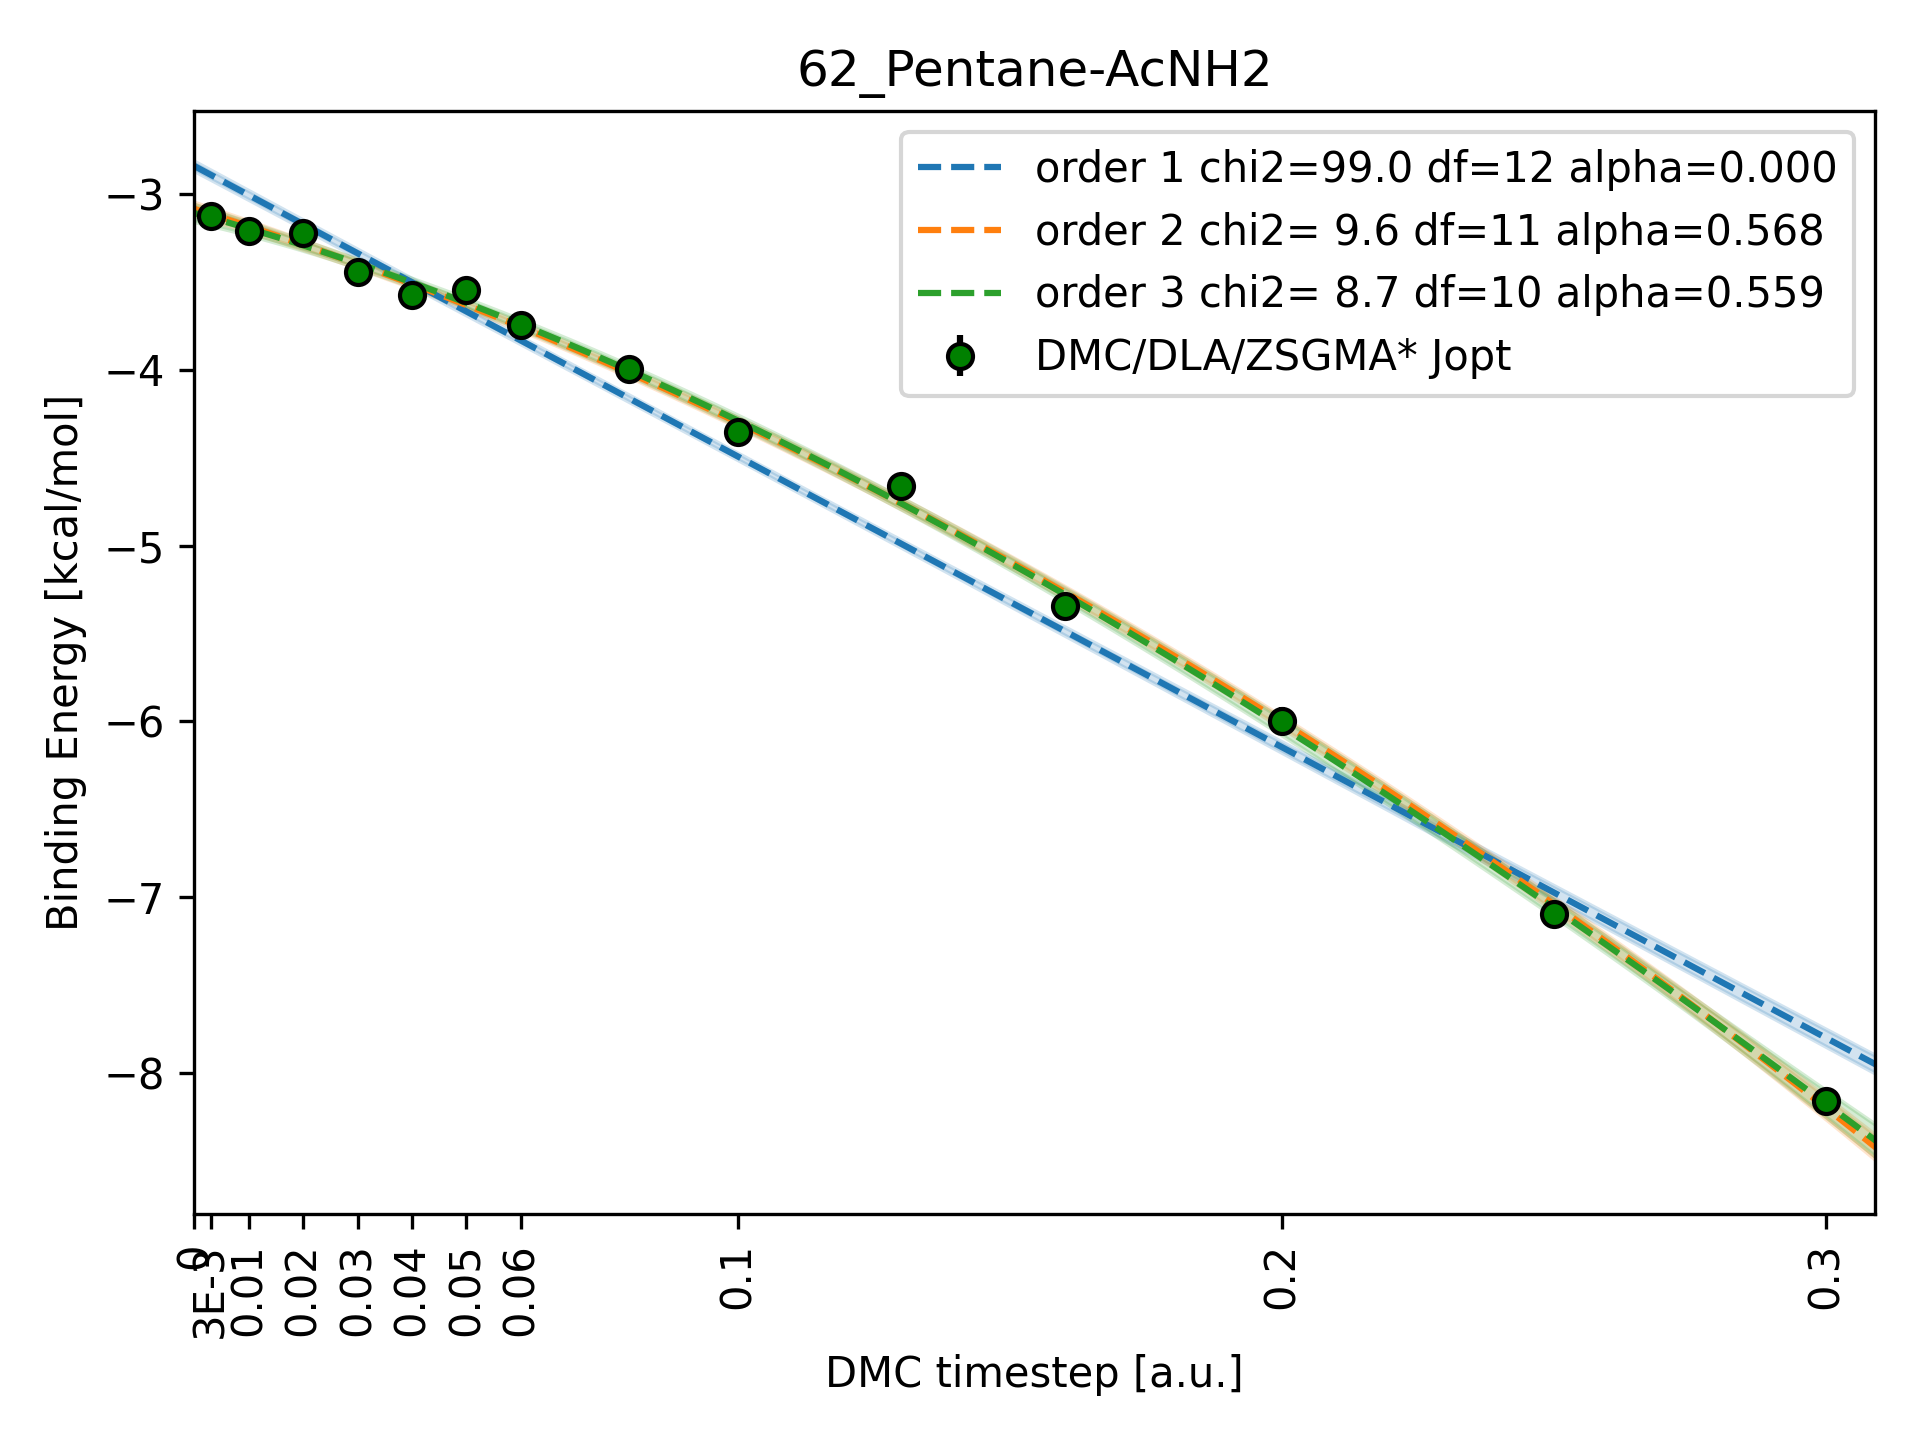 62_Pentane-AcNH2
order 1 chi2=99.0 df=12 alpha=0.000
order 2 chi2= 9.6 df=11 alpha=0.568
order 3 chi2= 8.7 df=10 alpha=0.559
DMC/DLA/ZSGMA* Jopt
Binding Energy [kcal/mol]
−3
−4
−5
−6
−7
−8
0
3E-3
0.01
0.02
0.03
0.04
0.05
0.06
0.1
0.2
0.3
DMC timestep [a.u.]